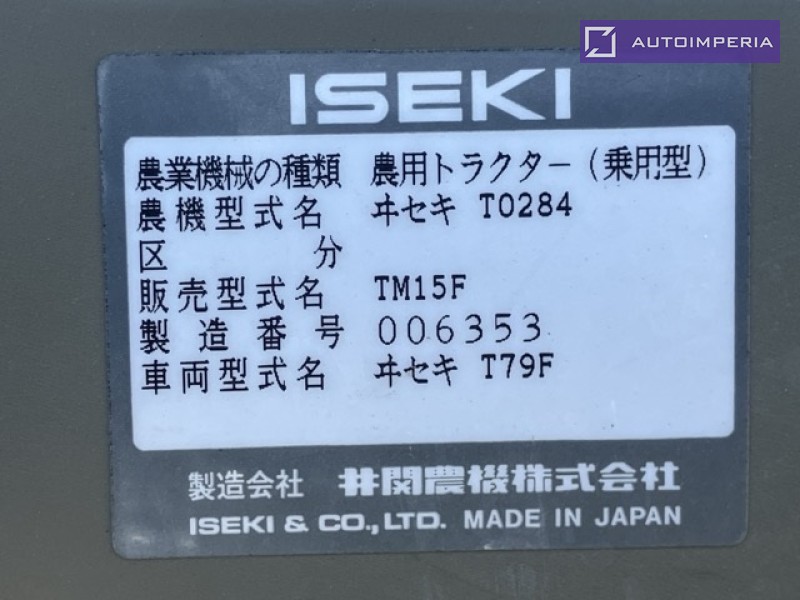 AUTOIMPERIA
ISEKI
農業機械の種類 農用トラクター(乗用型)
農機型式名 ヰセキ T0284
区分
販売型式名 TM15F
製造番号 006353
車両型式名 ヰセキ T79F
製造会社 井関農機株式会社
ISEKI & CO.,LTD. MADE IN JAPAN